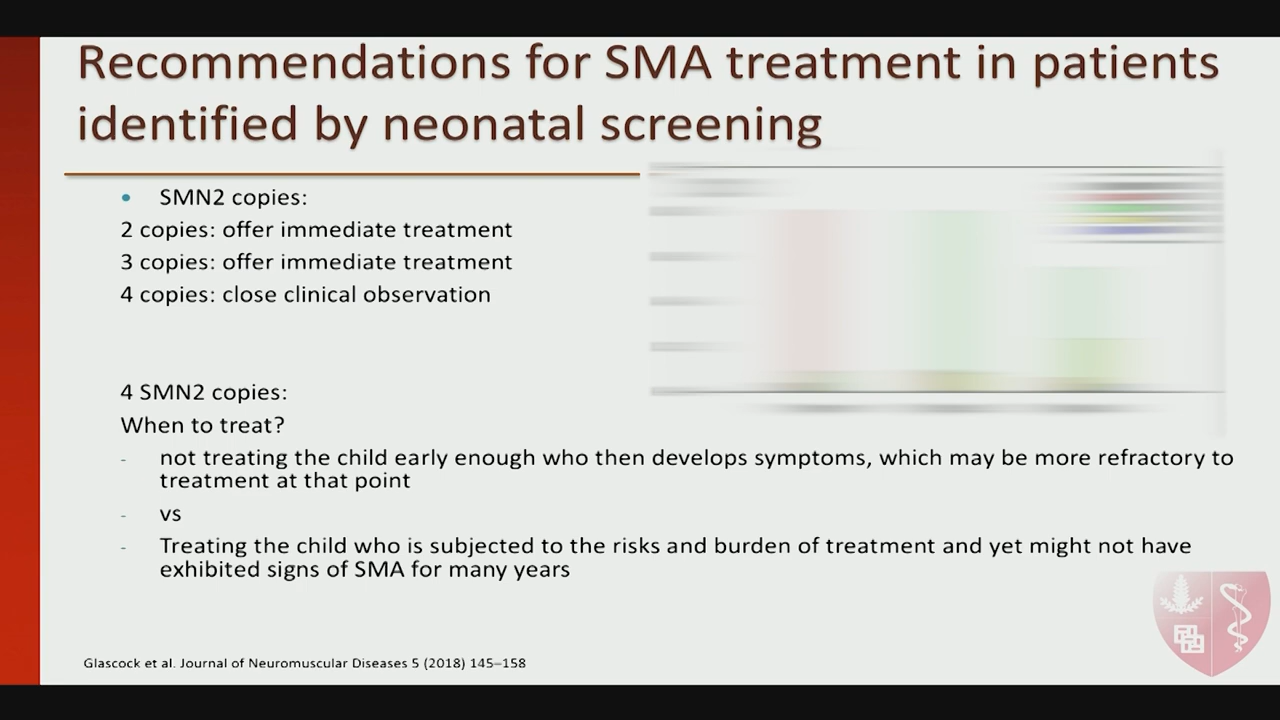 Recommendations for SMA treatment in patients
identified by neonatal screening
• SMN2 copies:
2 copies: offer immediate treatment
3 copies: offer immediate treatment
4 copies: close clinical observation
4 SMN2 copies:
When to treat?
- not treating the child early enough who then develops symptoms, which may be more refractory to
treatment at that point
- vs
- Treating the child who is subjected to the risks and burden of treatment and yet might not have
exhibited signs of SMA for many years
Glascock et al. Journal of Neuromuscular Diseases 5 (2018) 145–158